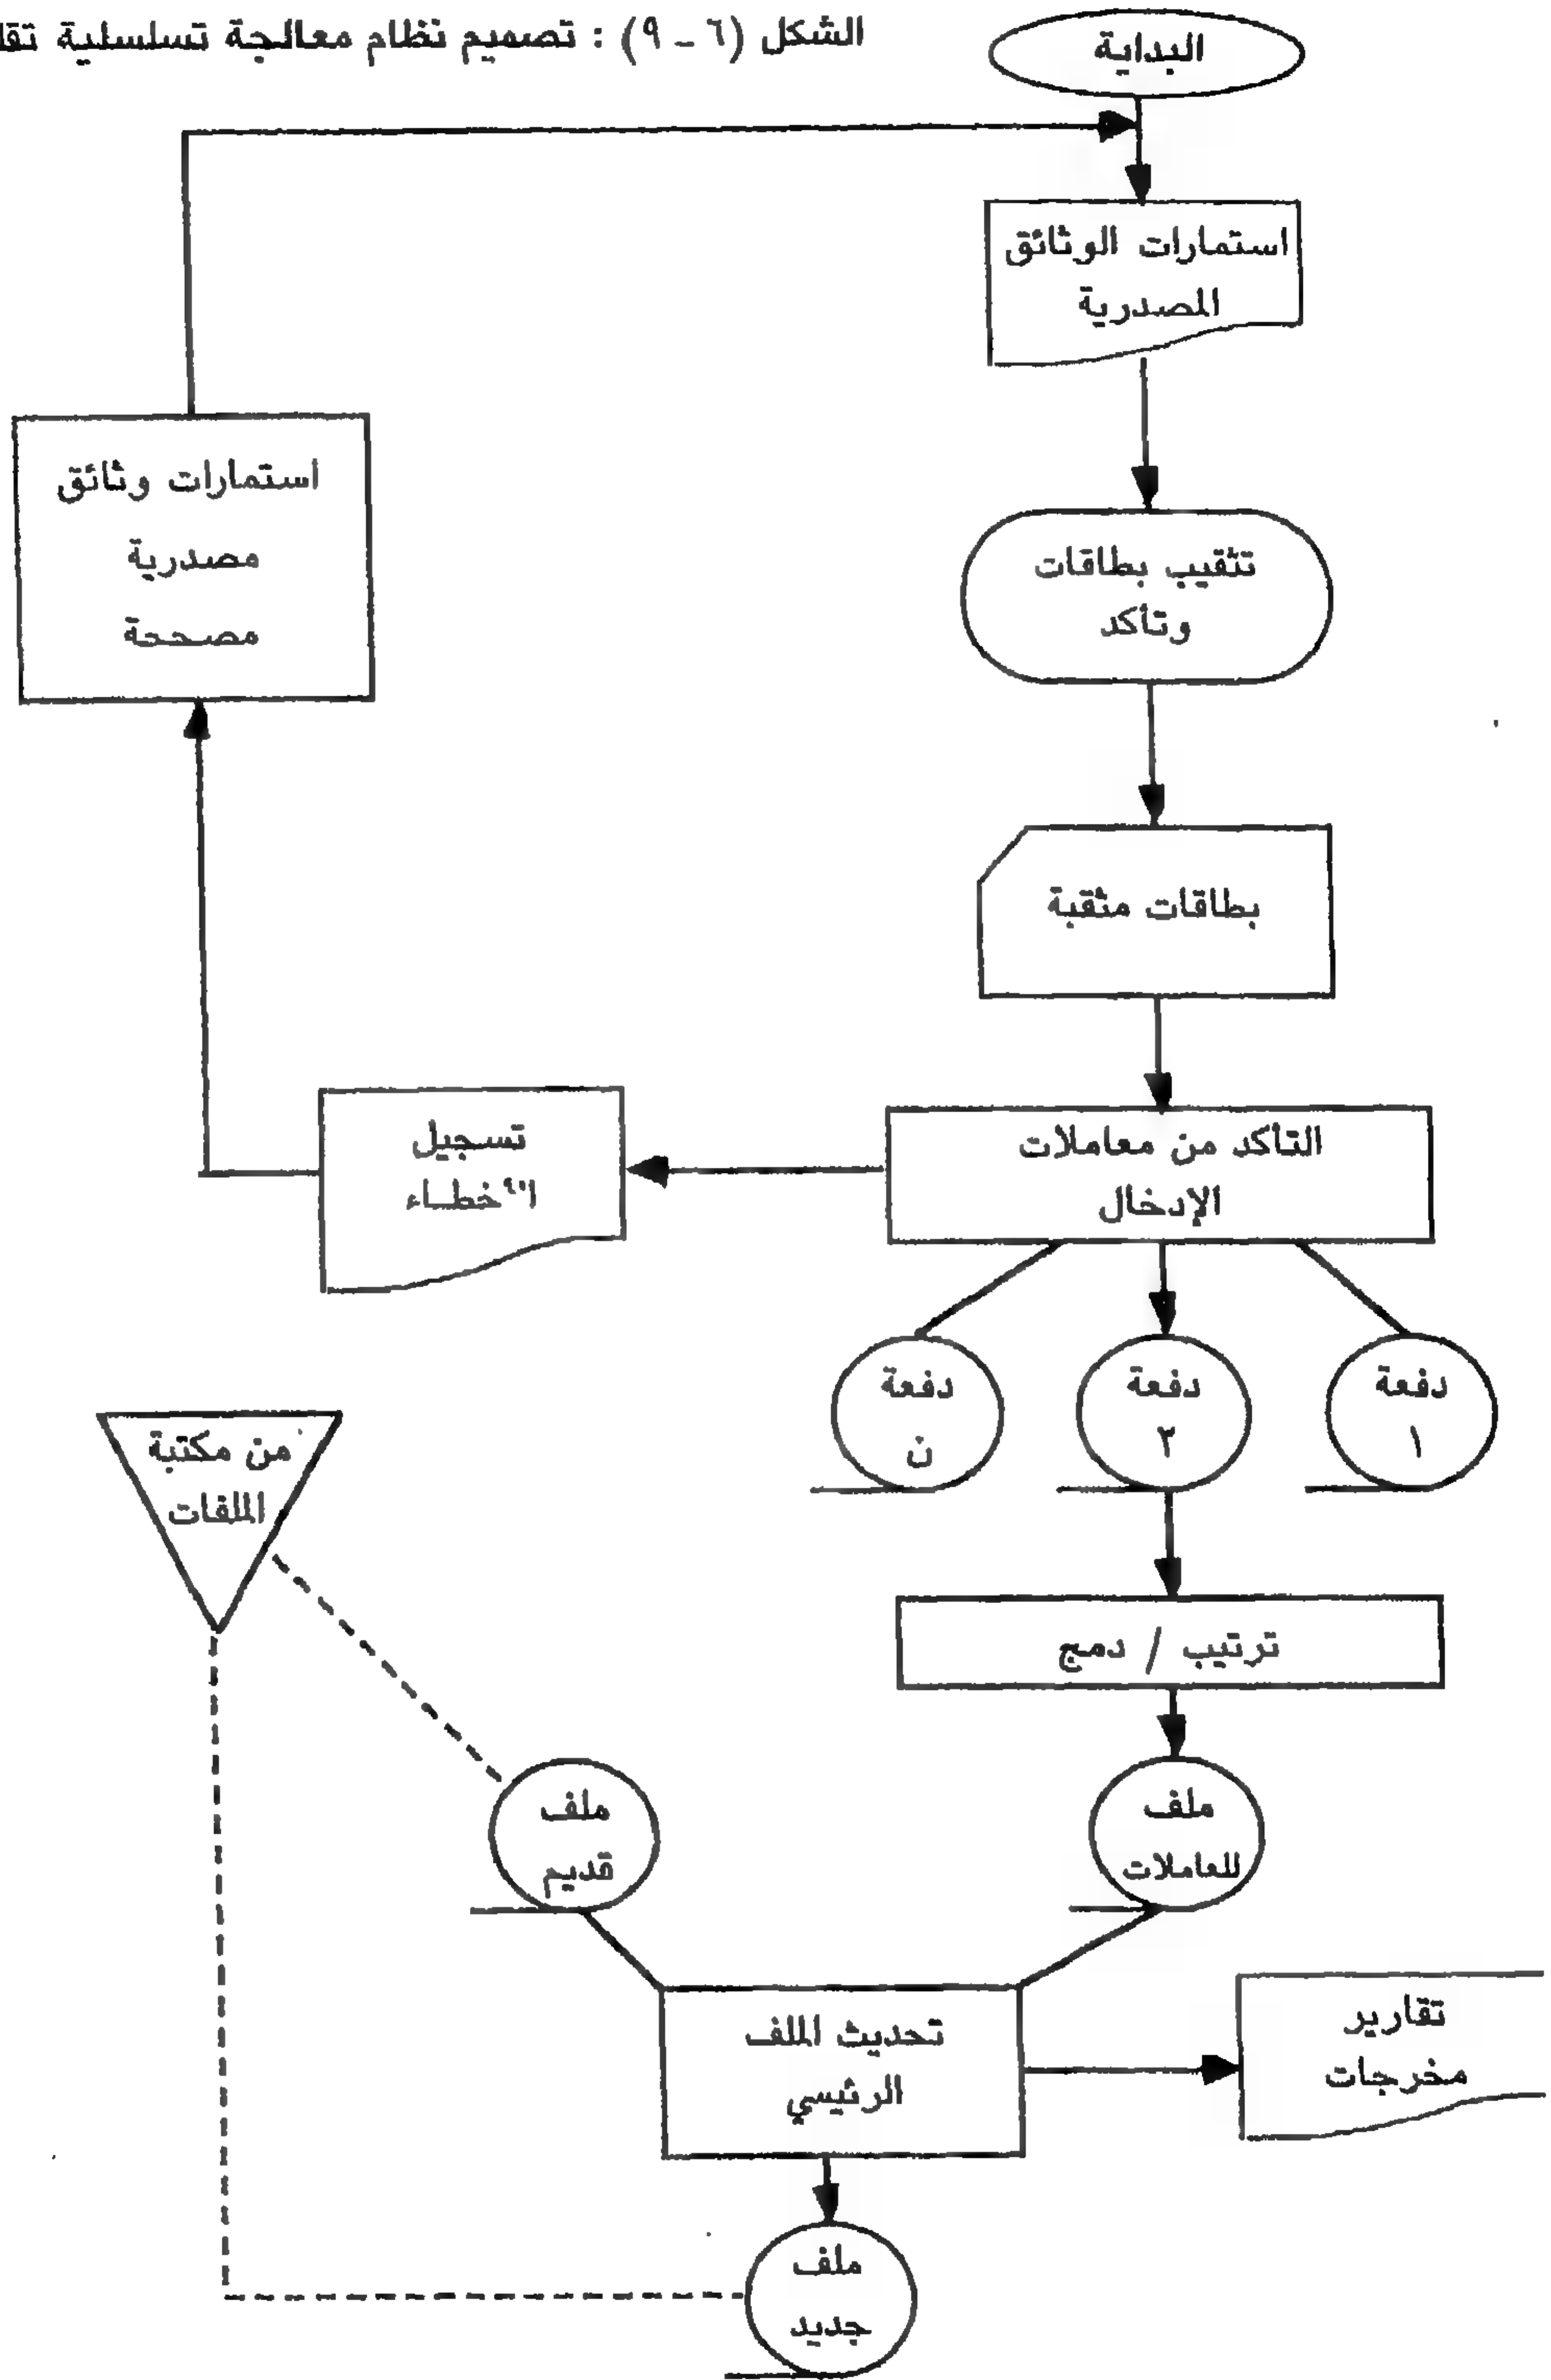 الشكل (٦ - ٩) : تصميم نظام معالجة تسلسلية
البداية
استمارات الوثائق
المصدرية
تثقيب بطاقات
وتأكد
بطاقات مثقبة
التأكد من معاملات
الإدخال
تسجيل
الأخطاء
استمارات وثائق
مصدرية
مصححة
دفعة
١
دفعة
٢
دفعة
ن
ترتيب / دمج
ملف
المعاملات
من مكتبة
الملفات
ملف
قديم
تحديث الملف
الرئيسي
تقارير
مخرجات
ملف
جديد